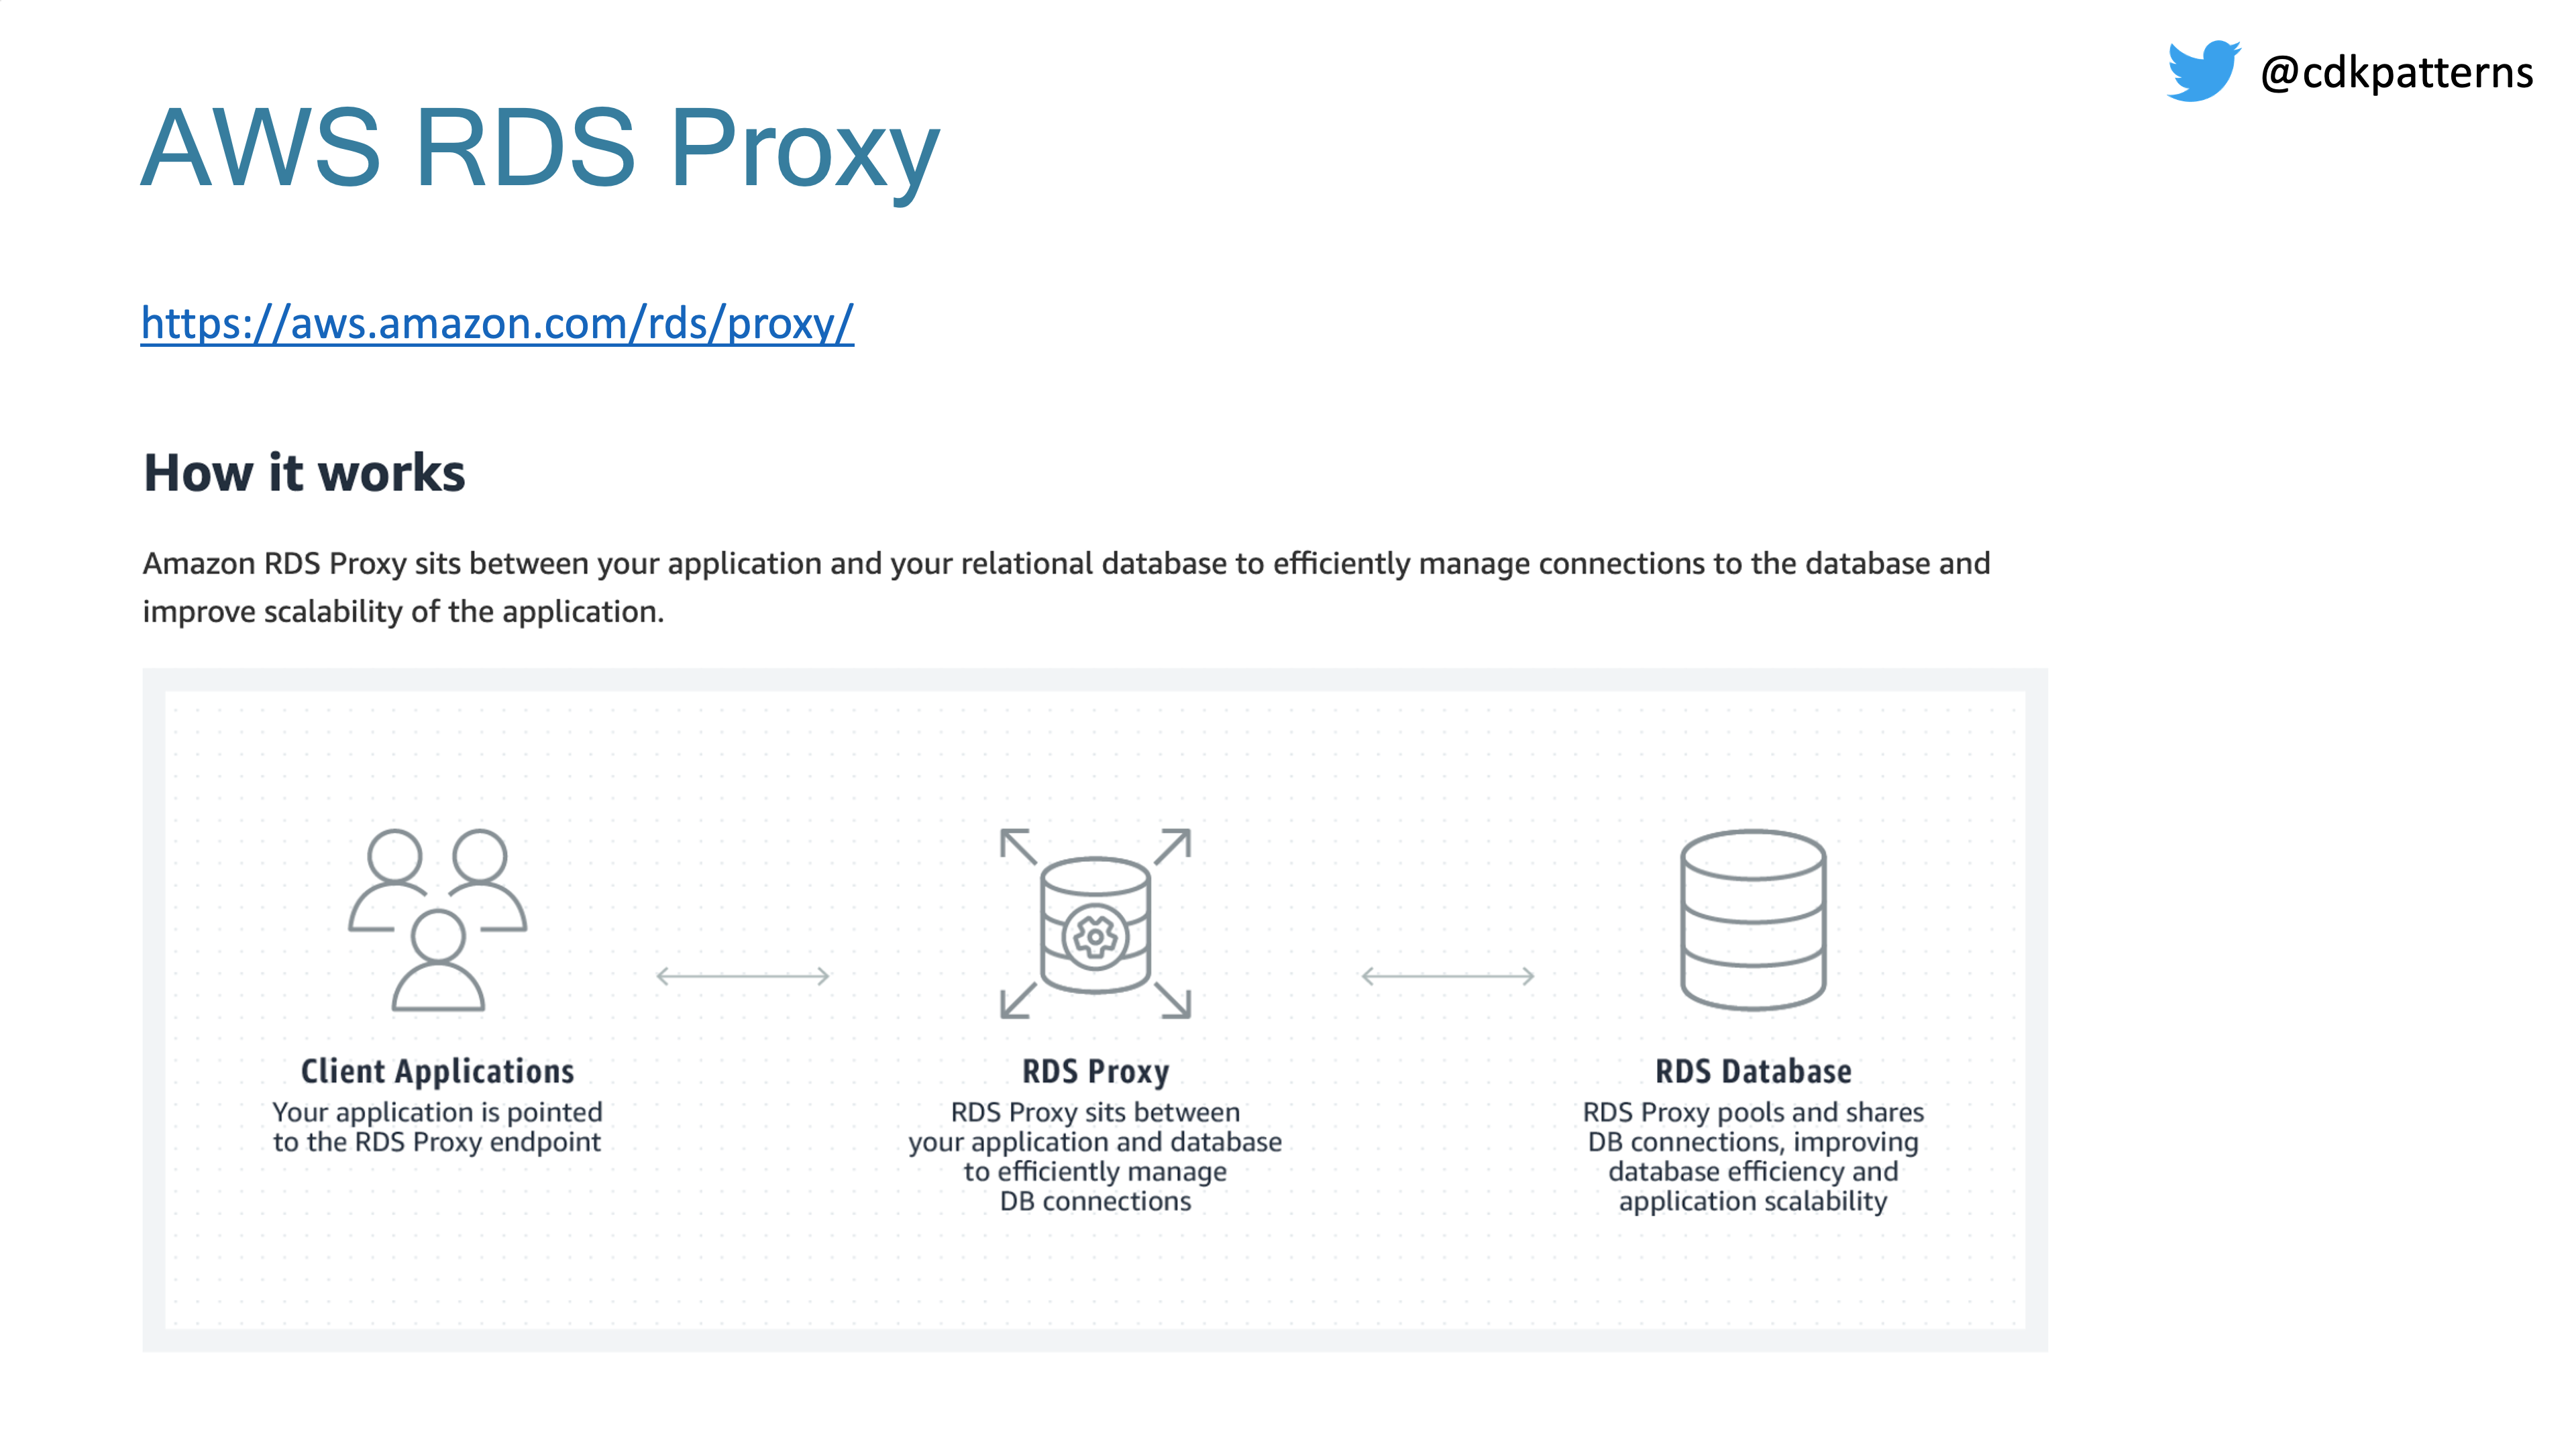 @cdkpatterns
AWS RDS Proxy
https://aws.amazon.com/rds/proxy/
How it works
Amazon RDS Proxy sits between your application and your relational database to efficiently manage connections to the database and
improve scalability of the application.
Client Applications
Your application is pointed
to the RDS Proxy endpoint
RDS Proxy
RDS Proxy sits between
your application and database
to efficiently manage
DB connections
RDS Database
RDS Proxy pools and shares
DB connections, improving
database efficiency and
application scalability